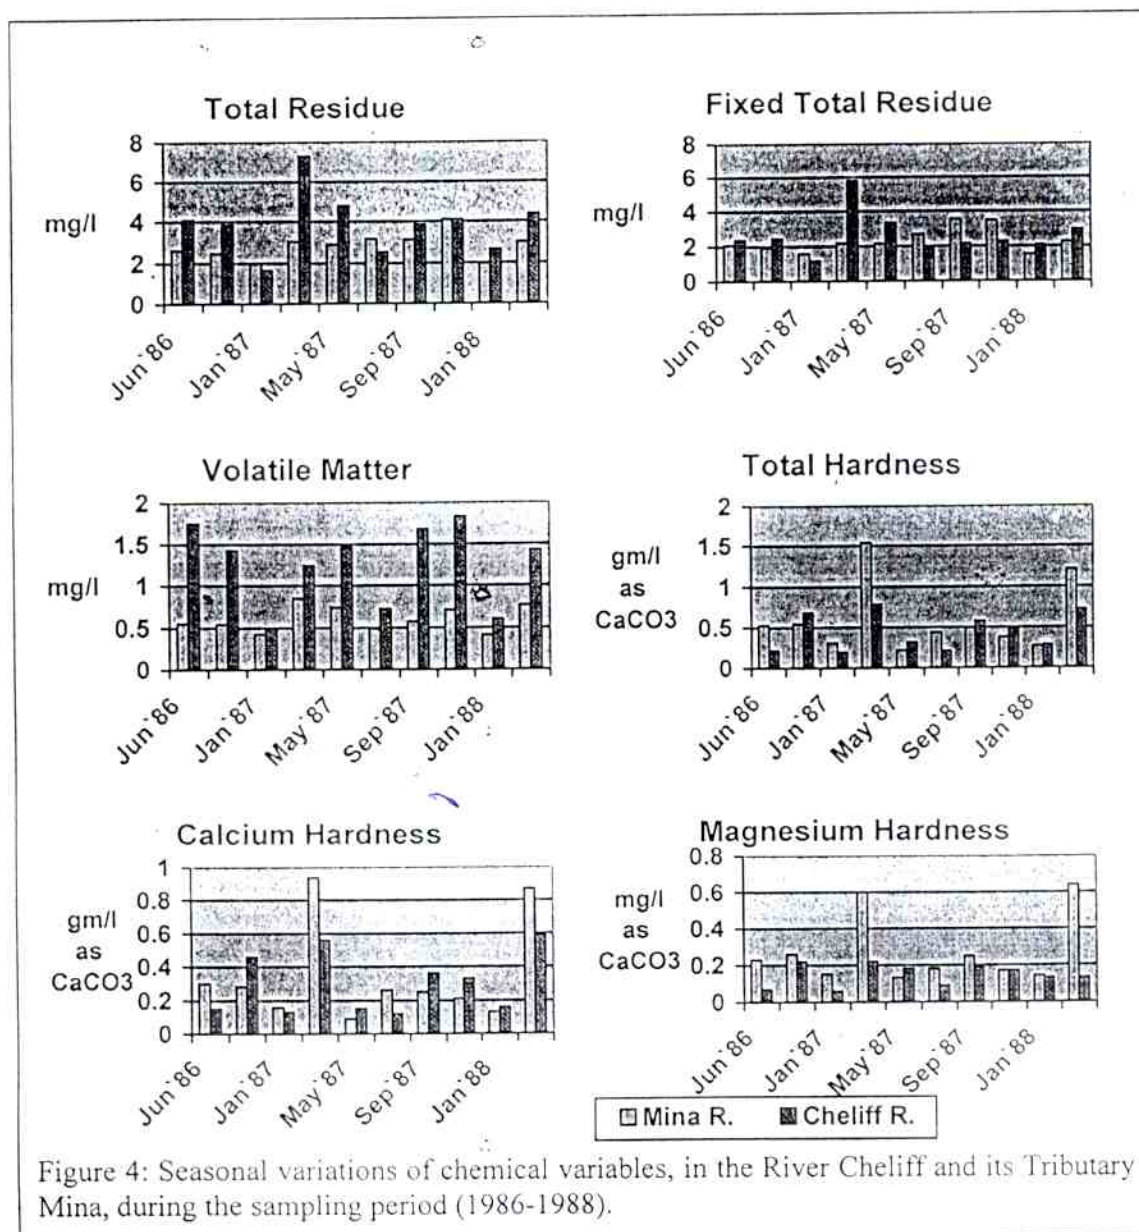 Total Residue
mg/l
8
6
4
2
0
Jun`86
Jan`87
May`87
Sep`87
Jan`88
Fixed Total Residue
mg/l
8
6
4
2
0
Jun`86
Jan`87
May`87
Sep`87
Jan`88
Volatile Matter
mg/l
2
1.5
1
0.5
0
Jun`86
Jan`87
May`87
Sep`87
Jan`88
Total Hardness
gm/l
as
CaCO3
2
1.5
1
0.5
0
Jun`86
Jan`87
May`87
Sep`87
Jan`88
Calcium Hardness
gm/l
as
CaCO3
1
0.8
0.6
0.4
0.2
0
Jun`86
Jan`87
May`87
Sep`87
Jan`88
Magnesium Hardness
mg/l
as
CaCO3
0.8
0.6
0.4
0.2
0
Jun`86
Jan`87
May`87
Sep`87
Jan`88
Mina R. Cheliff R.
Figure 4: Seasonal variations of chemical variables, in the River Cheliff and its Tributary
Mina, during the sampling period (1986-1988).